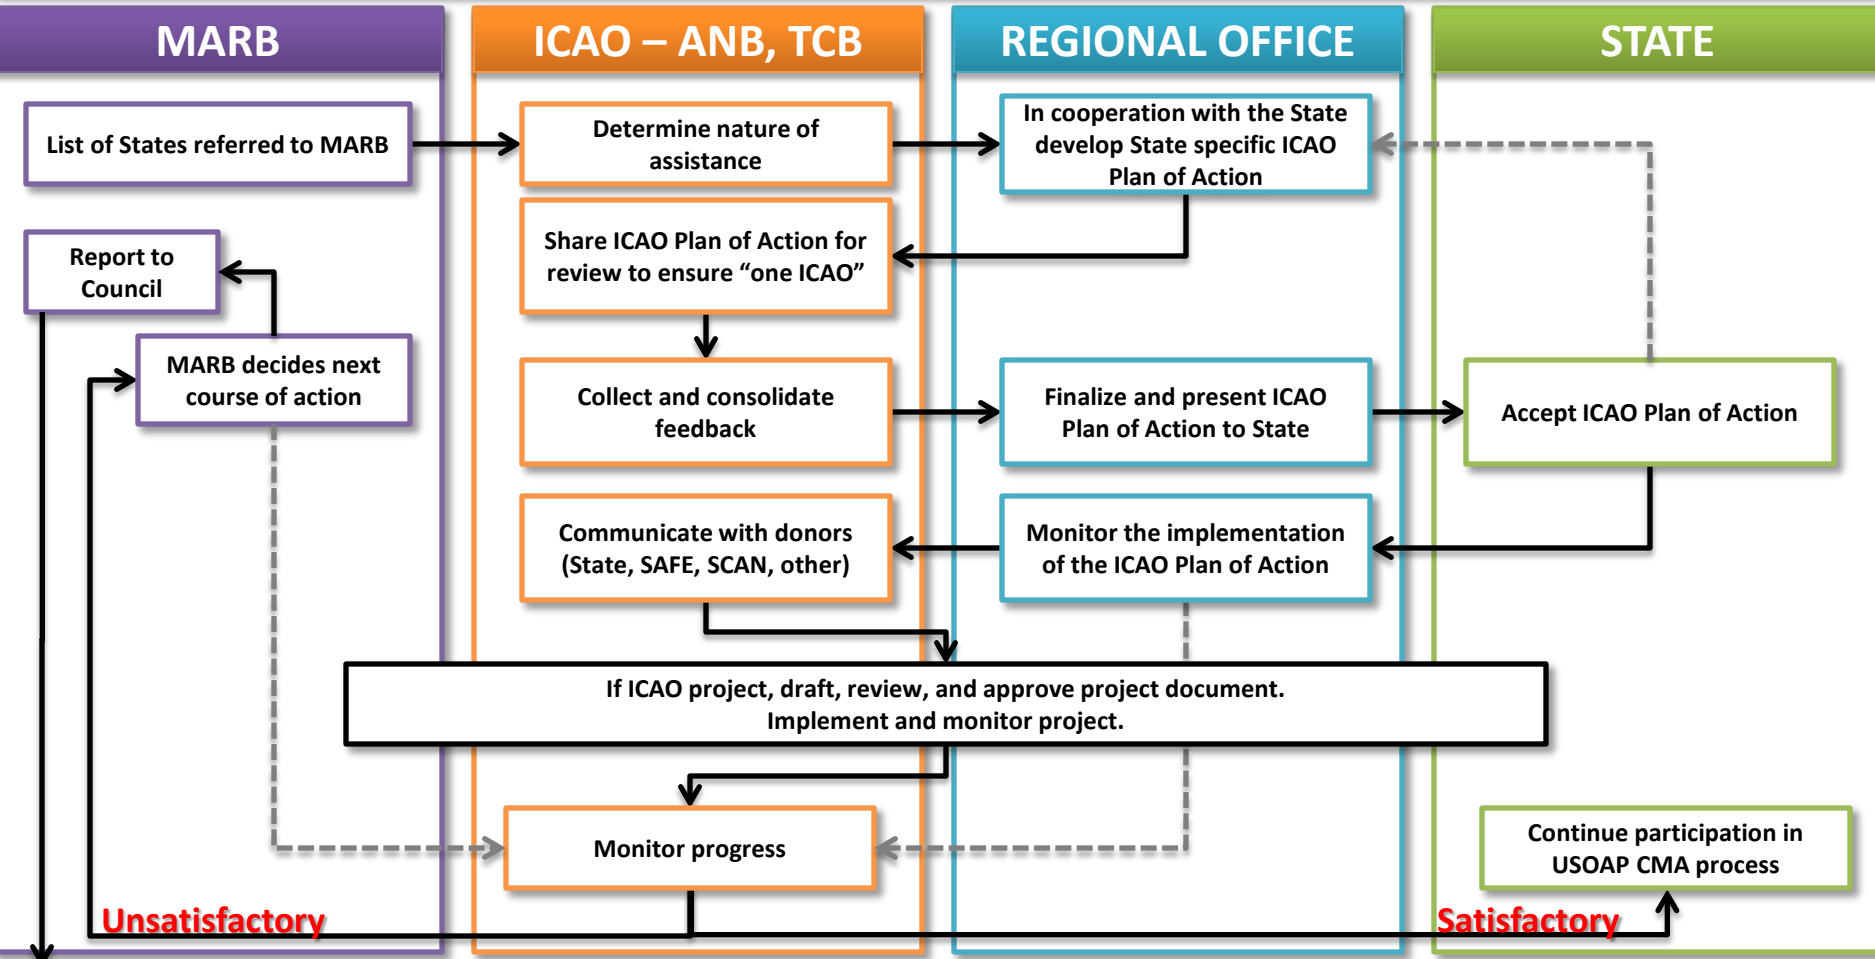 MARB
ICAO – ANB, TCB
REGIONAL OFFICE
STATE
List of States referred to MARB
Determine nature of
assistance
In cooperation with the State
develop State specific ICAO
Plan of Action
Share ICAO Plan of Action for
review to ensure “one ICAO”
Report to
Council
MARB decides next
course of action
Collect and consolidate
feedback
Finalize and present ICAO
Plan of Action to State
Accept ICAO Plan of Action
Communicate with donors
(State, SAFE, SCAN, other)
Monitor the implementation
of the ICAO Plan of Action
If ICAO project, draft, review, and approve project document.
Implement and monitor project.
Monitor progress
Continue participation in
USOAP CMA process
Unsatisfactory
Satisfactory